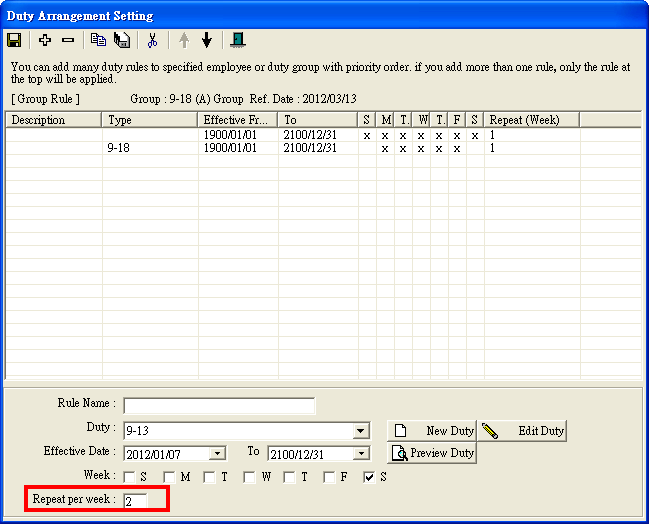 Duty Arrangement Setting
You can add many duty rules to specified employee or duty group with priority order. if you add more than one rule, only the rule at
the top will be applied.
[ Group Rule ] Group : 9-18 (A) Group Ref. Date : 2012/03/13
Description Type Effective Fr... To S M T. W T. F S Repeat (Week)
1900/01/01 2100/12/31 x x x x x x x 1
9-18 1900/01/01 2100/12/31 x x x x x 1
Rule Name :
Duty : 9-13 New Duty Edit Duty
Effective Date : 2012/01/07 To 2100/12/31 Preview Duty
Week : S M T W T F S
Repeat per week : 2